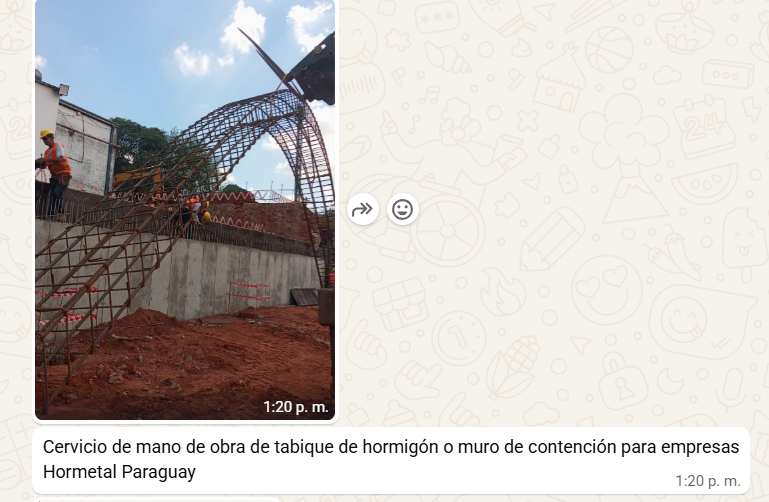 1:20 p. m.
Cervicio de mano de obra de tabique de hormigón o muro de contención para empresas
Hormetal Paraguay
1:20 p. m.